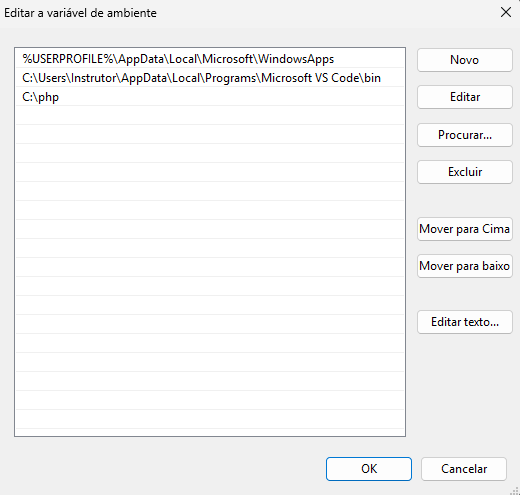 Editar a variável de ambiente
%USERPROFILE%\AppData\Local\Microsoft\WindowsApps
C:\Users\Instrutor\AppData\Local\Programs\Microsoft VS Code\bin
C:\php
Novo
Editar
Procurar...
Excluir
Mover para Cima
Mover para baixo
Editar texto...
OK
Cancelar